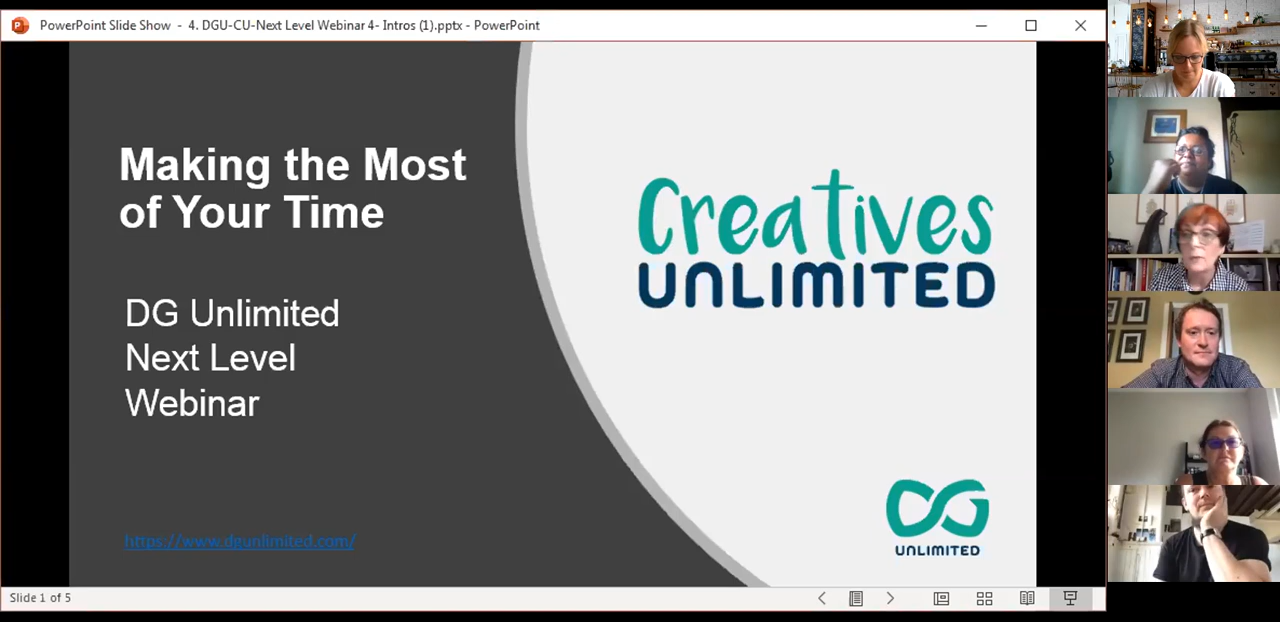 PowerPoint Slide Show - 4. DGU-CU-Next Level Webinar 4- Intros (1).pptx - PowerPoint
Making the Most
of Your Time
DG Unlimited
Next Level
Webinar
https://www.dgunlimited.com/
Creatives
UNLIMITED
DG
UNLIMITED
Slide 1 of 5